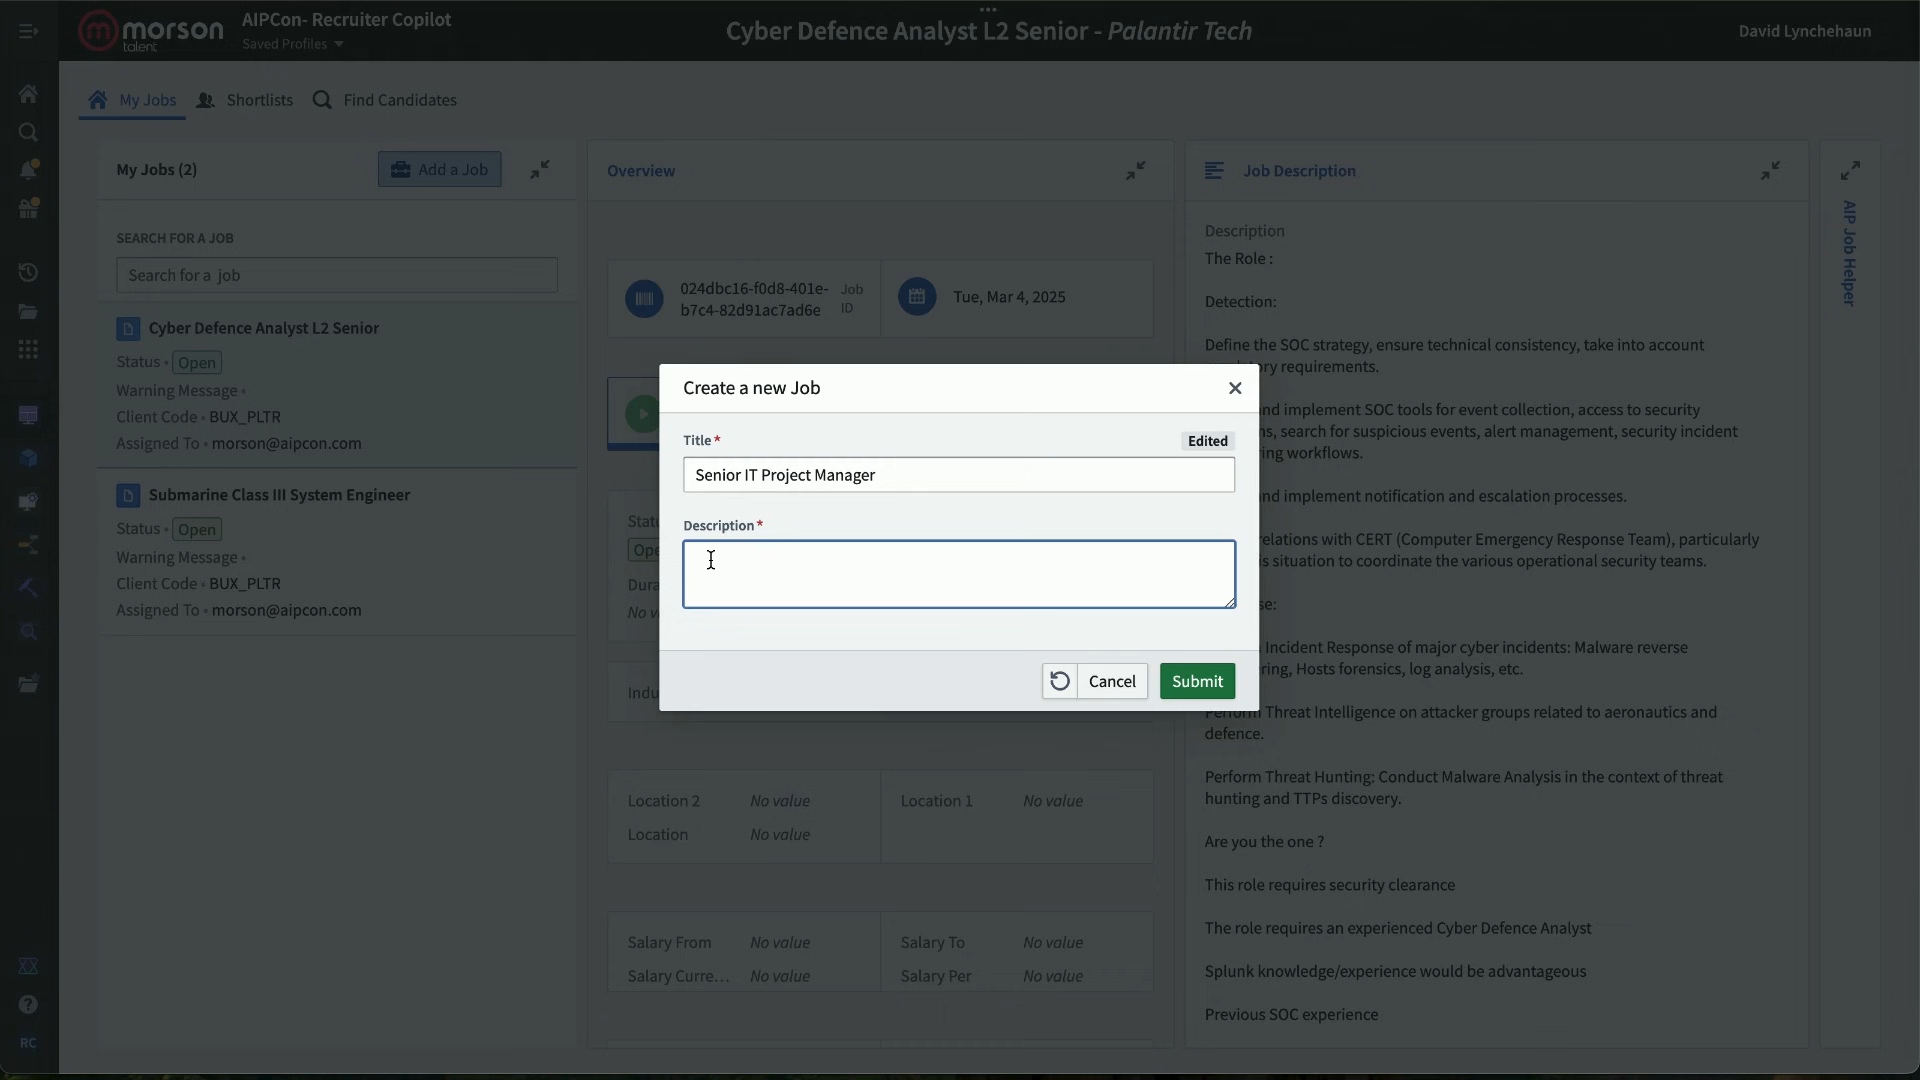 morson
talent
AIPCon- Recruiter Copilot
Saved Profiles
Cyber Defence Analyst L2 Senior - Palantir Tech
David Lynchehaun
My Jobs
Shortlists
Find Candidates
My Jobs (2)
Add a Job
SEARCH FOR A JOB
Search for a job
Cyber Defence Analyst L2 Senior
Status • Open
Warning Message •
Client Code • BUX_PLTR
Assigned To • morson@aipcon.com
Submarine Class III System Engineer
Status • Open
Warning Message •
Client Code • BUX_PLTR
Assigned To • morson@aipcon.com
RC
Overview
024dbc16-f0d8-401e-
b7c4-82d91ac7ad6e
Job
ID
Tue, Mar 4, 2025
Create a new Job
Title*
Edited
Senior IT Project Manager
Description*
Cancel
Submit
Location 2 No value
Location 1 No value
Location No value
Salary From No value
Salary To No value
Salary Curre... No value
Salary Per No value
Job Description
Description
The Role :
Detection:
Define the SOC strategy, ensure technical consistency, take into account
requirements.
nd implement SOC tools for event collection, access to security
search for suspicious events, alert management, security incident
workflows.
nd implement notification and escalation processes.
relations with CERT (Computer Emergency Response Team), particularly
s situation to coordinate the various operational security teams.
se:
Incident Response of major cyber incidents: Malware reverse
ring, Hosts forensics, log analysis, etc.
Perform Threat Intelligence on attacker groups related to aeronautics and
defence.
Perform Threat Hunting: Conduct Malware Analysis in the context of threat
hunting and TTPs discovery.
Are you the one ?
This role requires security clearance
The role requires an experienced Cyber Defence Analyst
Splunk knowledge/experience would be advantageous
Previous SOC experience
AIP Job Helper